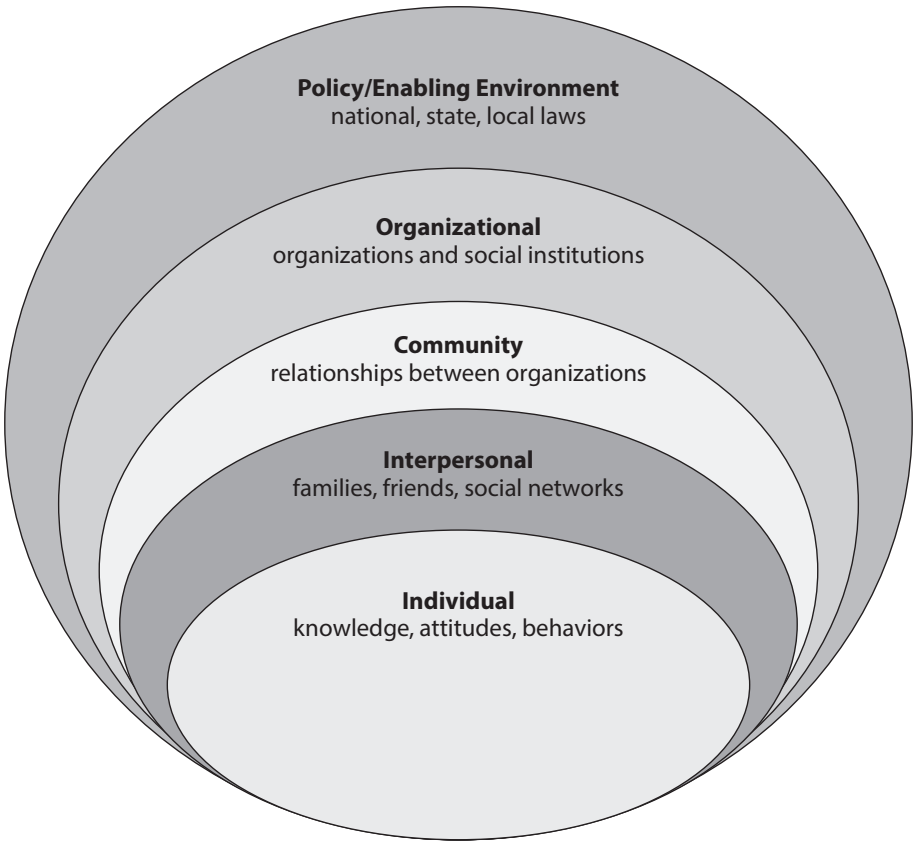 Policy/Enabling Environment
national, state, local laws
Organizational
organizations and social institutions
Community
relationships between organizations
Interpersonal
families, friends, social networks
Individual
knowledge, attitudes, behaviors